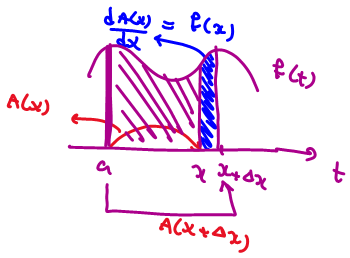 dA(x)/dx = f(x)
f(t)
A(x)
a x x+Δx t
A(x+Δx)